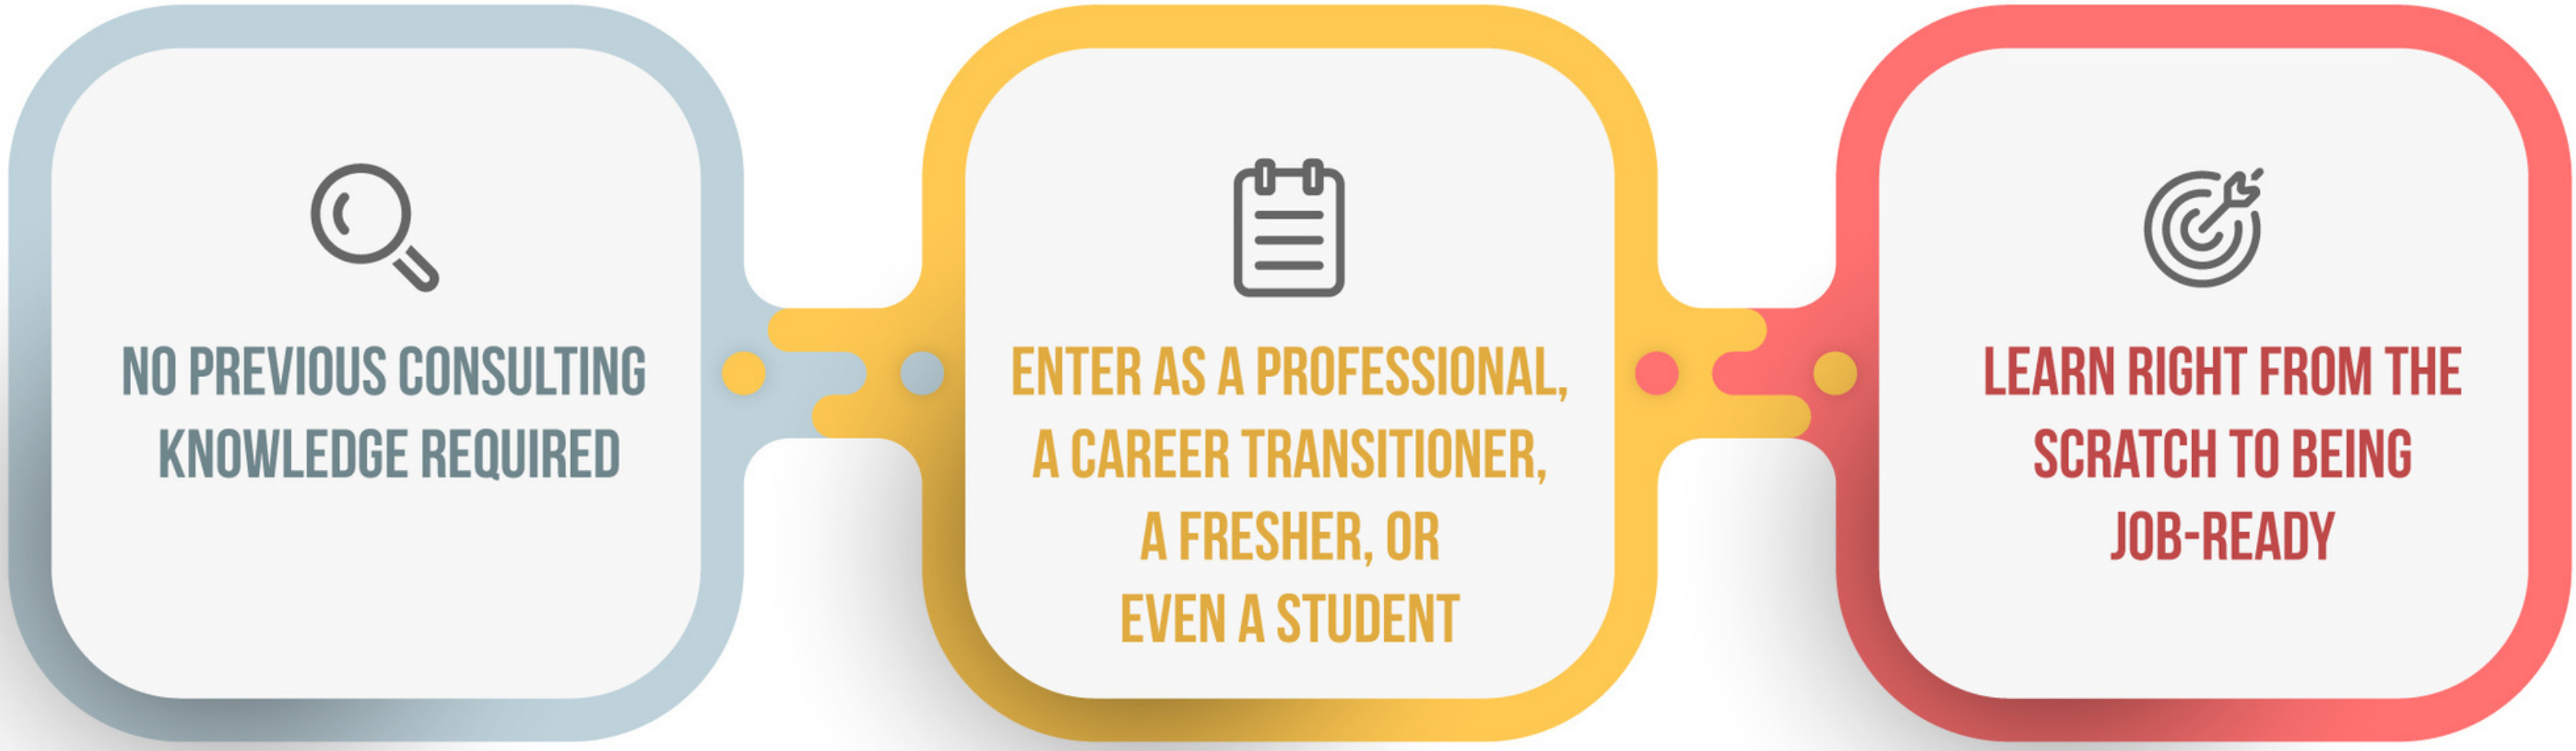 NO PREVIOUS CONSULTING
KNOWLEDGE REQUIRED
ENTER AS A PROFESSIONAL,
A CAREER TRANSITIONER,
A FRESHER, OR
EVEN A STUDENT
LEARN RIGHT FROM THE
SCRATCH TO BEING
JOB-READY